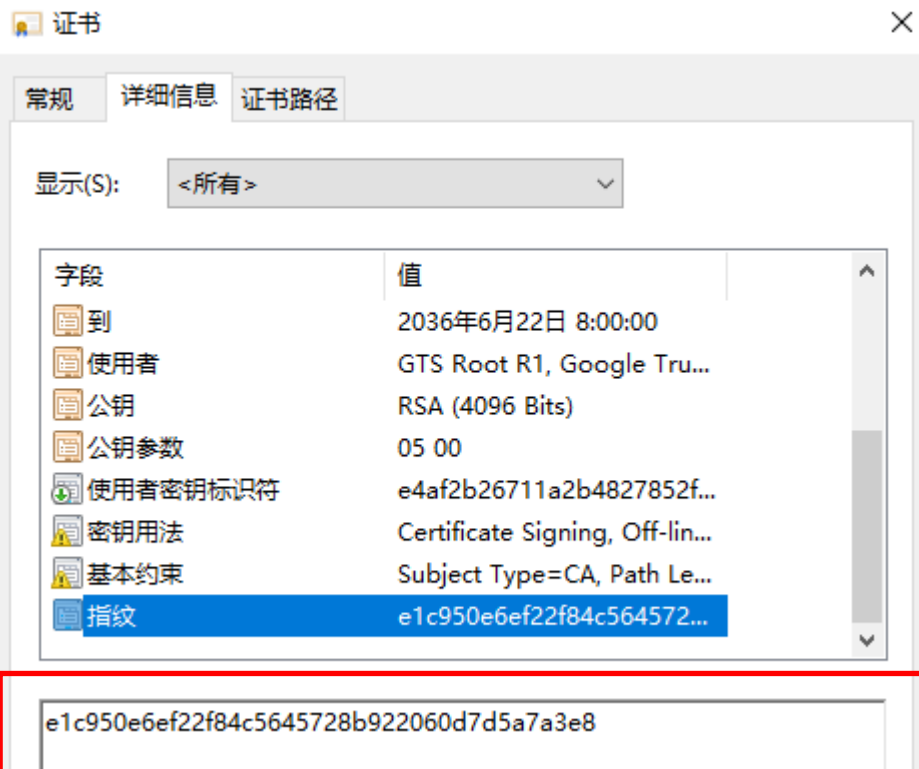 证书
常规 详细信息 证书路径
显示(S): <所有>
字段 值
到 2036年6月22日 8:00:00
使用者 GTS Root R1, Google Tru...
公钥 RSA (4096 Bits)
公钥参数 05 00
使用者密钥标识符 e4af2b26711a2b4827852f...
密钥用法 Certificate Signing, Off-lin...
基本约束 Subject Type=CA, Path Le...
指纹 e1c950e6ef22f84c564572...
e1c950e6ef22f84c5645728b922060d7d5a7a3e8